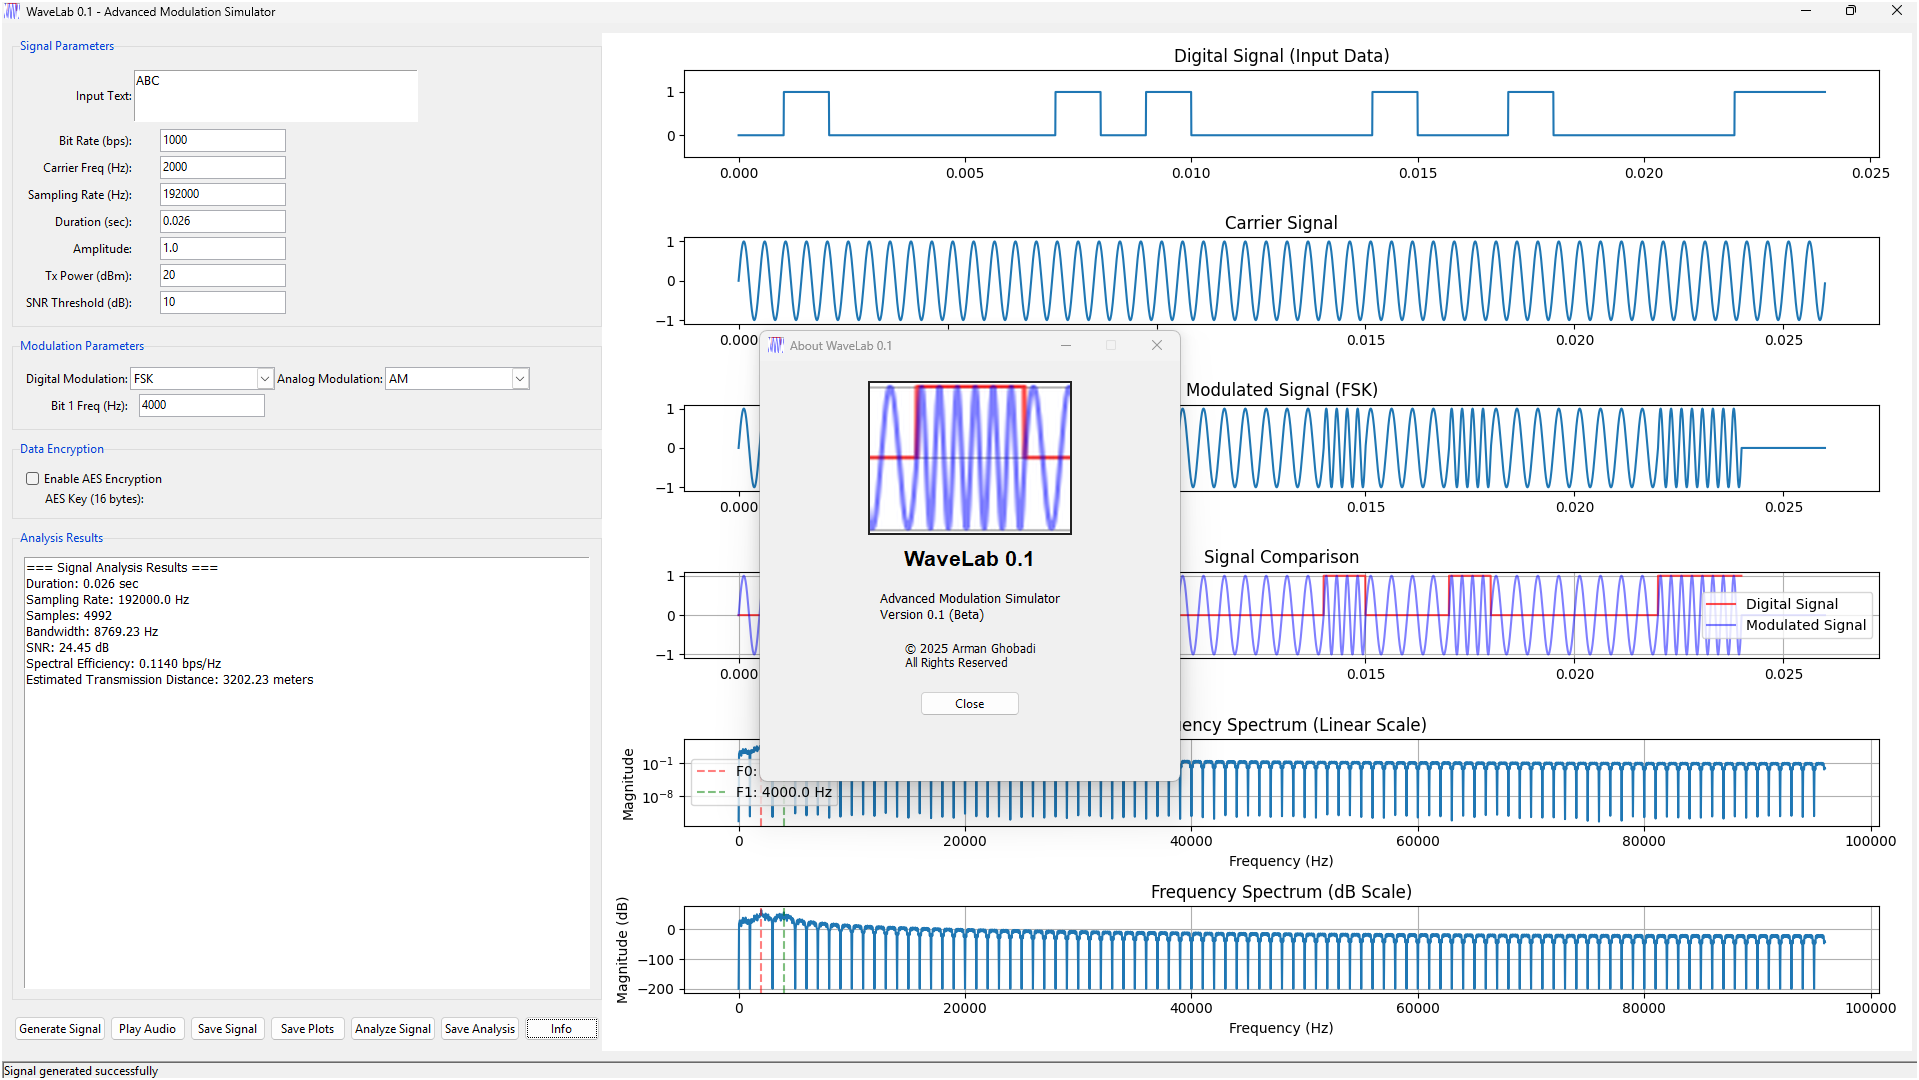 WaveLab 0.1 - Advanced Modulation Simulator
Signal Parameters
Input Text: ABC
Bit Rate (bps): 1000
Carrier Freq (Hz): 2000
Sampling Rate (Hz): 192000
Duration (sec): 0.026
Amplitude: 1.0
Tx Power (dBm): 20
SNR Threshold (dB): 10
Modulation Parameters
Digital Modulation: FSK Analog Modulation: AM
Bit 1 Freq (Hz): 4000
Data Encryption
Enable AES Encryption
AES Key (16 bytes):
Analysis Results
=== Signal Analysis Results ===
Duration: 0.026 sec
Sampling Rate: 192000.0 Hz
Samples: 4992
Bandwidth: 8769.23 Hz
SNR: 24.45 dB
Spectral Efficiency: 0.1140 bps/Hz
Estimated Transmission Distance: 3202.23 meters
Generate Signal Play Audio Save Signal Save Plots Analyze Signal Save Analysis Info
Signal generated successfully
Digital Signal (Input Data)
1
0
0.000 0.005 0.010 0.015 0.020 0.025
Carrier Signal
1
0
−1
0.000 0.015 0.020 0.025
Modulated Signal (FSK)
1
0
−1
0.000 0.015 0.020 0.025
Signal Comparison
1
0
−1
Digital Signal
Modulated Signal
0.000 0.015 0.020 0.025
ency Spectrum (Linear Scale)
Magnitude
10⁻¹
10⁻⁸
F0:
F1: 4000.0 Hz
0 20000 40000 60000 80000 100000
Frequency (Hz)
Frequency Spectrum (dB Scale)
Magnitude (dB)
0
−100
−200
0 20000 40000 60000 80000 100000
Frequency (Hz)
About WaveLab 0.1
WaveLab 0.1
Advanced Modulation Simulator
Version 0.1 (Beta)
© 2025 Arman Ghobadi
All Rights Reserved
Close